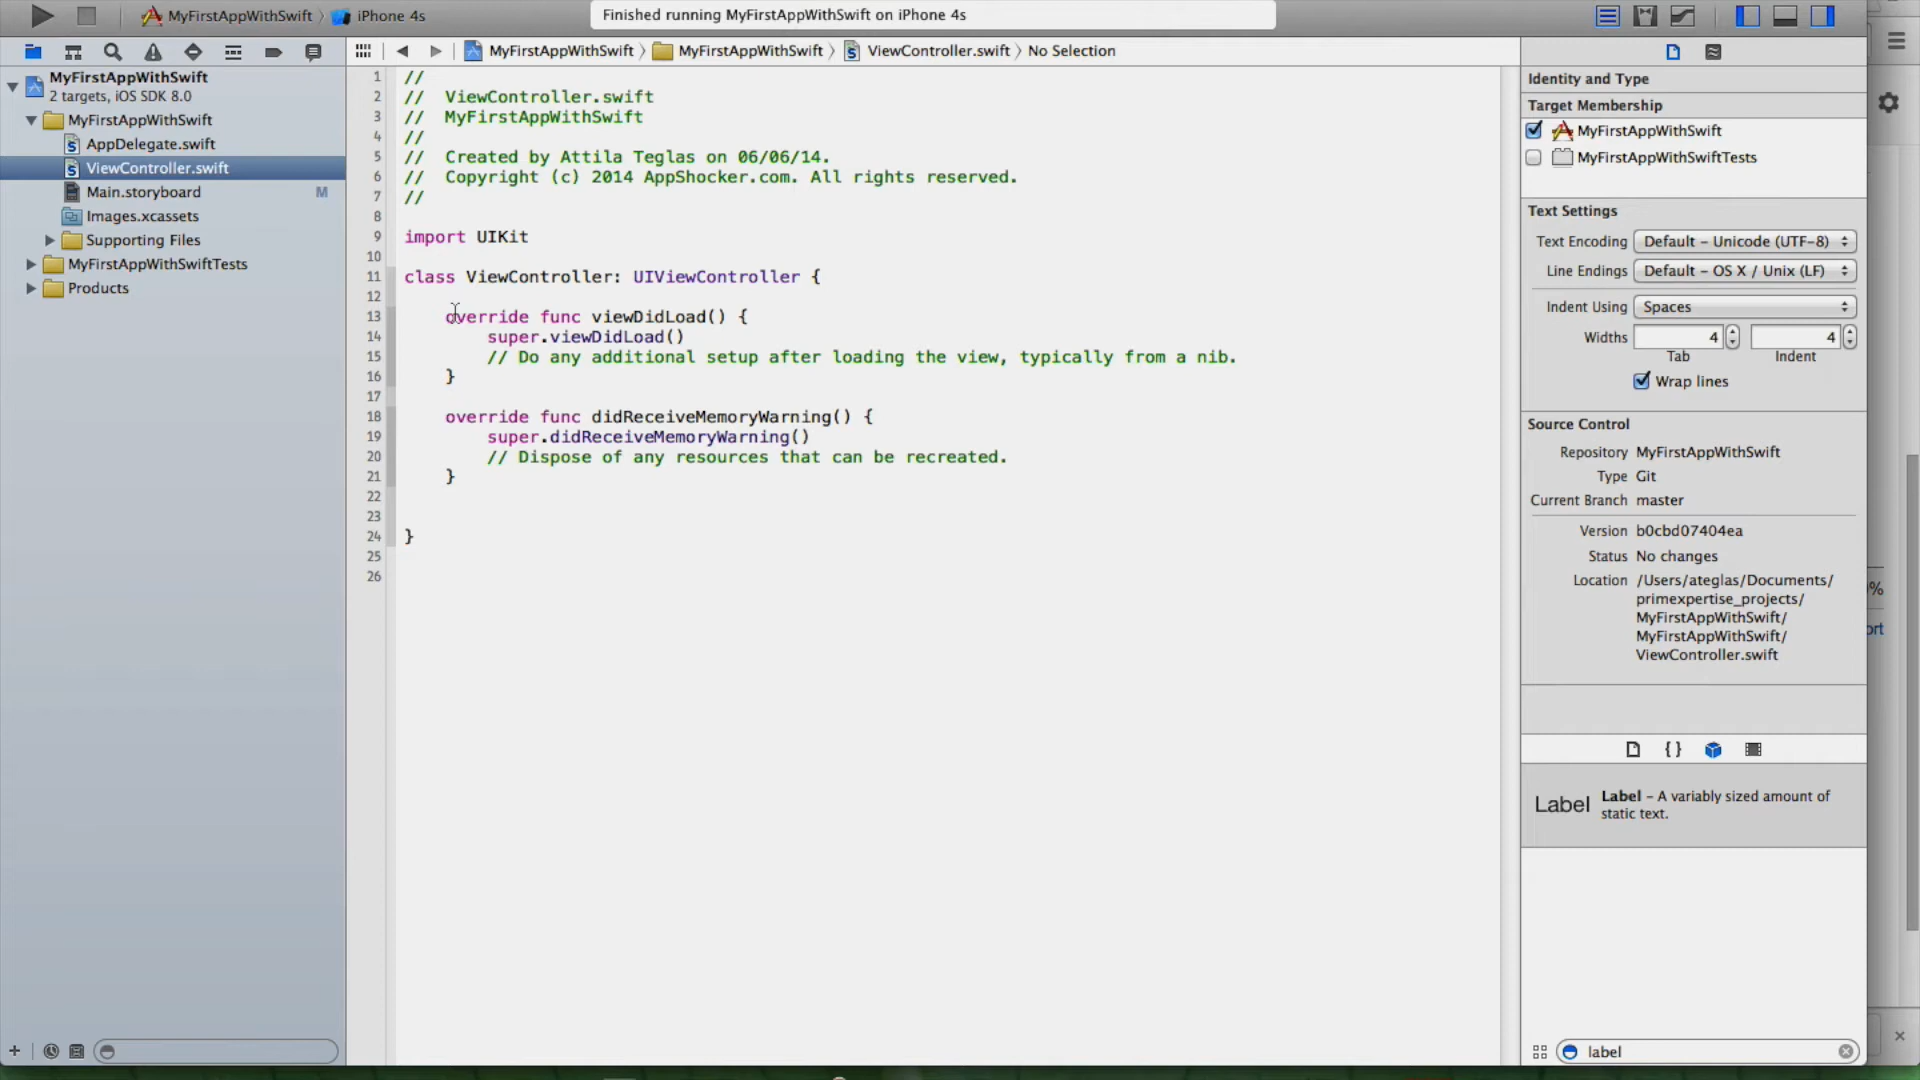 MyFirstAppWithSwift 〉 iPhone 4s
Finished running MyFirstAppWithSwift on iPhone 4s
MyFirstAppWithSwift 〉 MyFirstAppWithSwift 〉 ViewController.swift 〉 No Selection
MyFirstAppWithSwift
2 targets, iOS SDK 8.0
MyFirstAppWithSwift
AppDelegate.swift
ViewController.swift
Main.storyboard M
Images.xcassets
Supporting Files
MyFirstAppWithSwiftTests
Products
1 //
2 //  ViewController.swift
3 //  MyFirstAppWithSwift
4 //
5 //  Created by Attila Teglas on 06/06/14.
6 //  Copyright (c) 2014 AppShocker.com. All rights reserved.
7 //
8
9 import UIKit
10
11 class ViewController: UIViewController {
12
13     override func viewDidLoad() {
14         super.viewDidLoad()
15         // Do any additional setup after loading the view, typically from a nib.
16     }
17
18     override func didReceiveMemoryWarning() {
19         super.didReceiveMemoryWarning()
20         // Dispose of any resources that can be recreated.
21     }
22
23
24 }
25
26
Identity and Type
Target Membership
MyFirstAppWithSwift
MyFirstAppWithSwiftTests
Text Settings
Text Encoding Default – Unicode (UTF-8)
Line Endings Default – OS X / Unix (LF)
Indent Using Spaces
Widths 4 4
Tab Indent
Wrap lines
Source Control
Repository MyFirstAppWithSwift
Type Git
Current Branch master
Version b0cbd07404ea
Status No changes
Location /Users/ateglas/Documents/
primexpertise_projects/
MyFirstAppWithSwift/
MyFirstAppWithSwift/
ViewController.swift
{ }
Label
Label – A variably sized amount of
static text.
label
%
ort